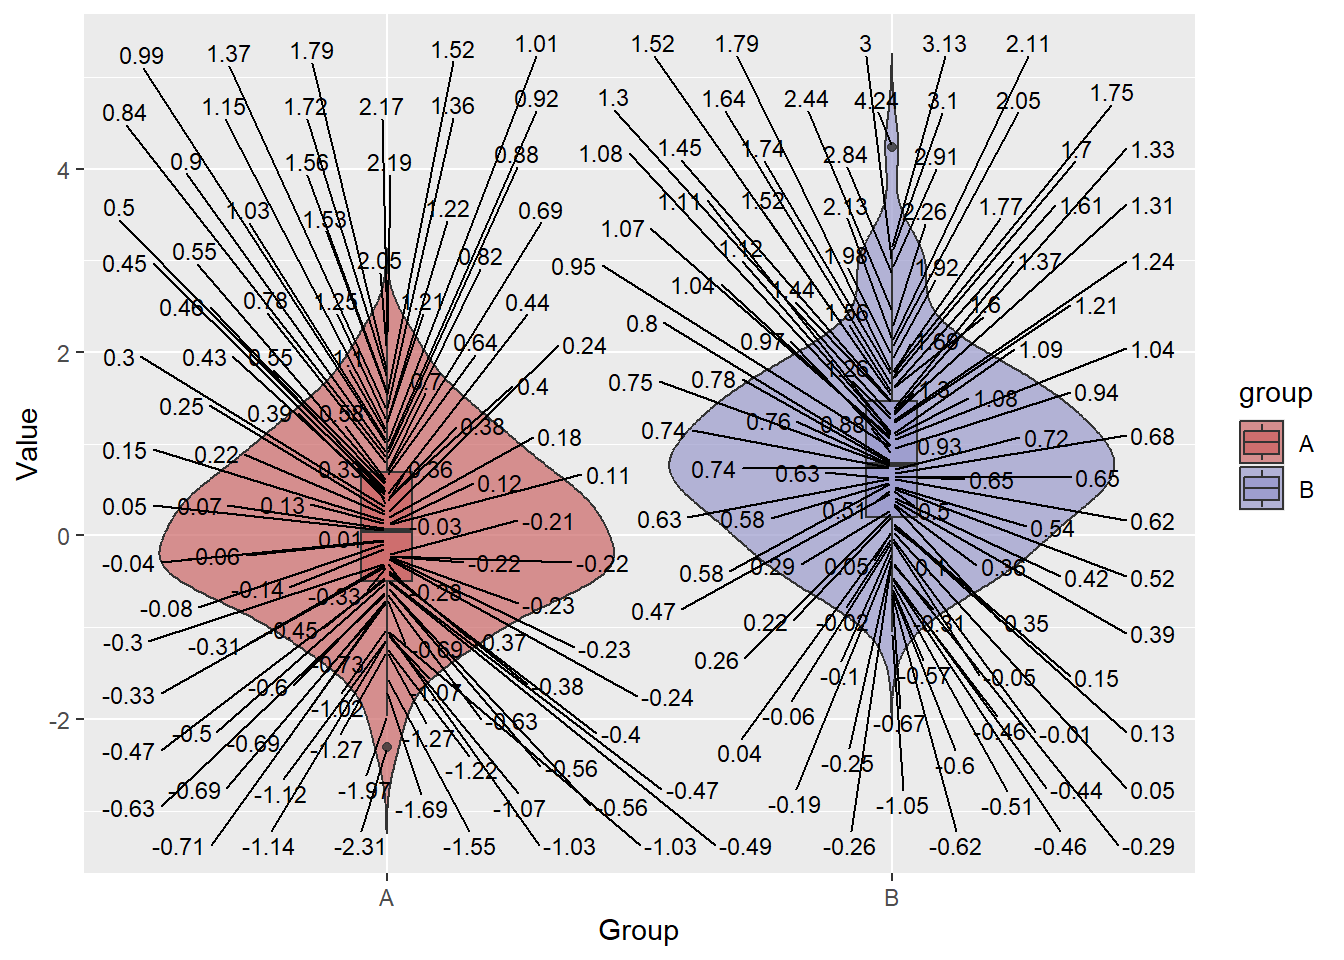 0.99 1.37 1.79 1.52 1.01 1.52 1.79 3 3.13 2.11
0.84 1.15 1.72 2.17 1.36 0.92 1.3 1.64 2.44 4.24 3.1 2.05 1.75
0.9 1.56 2.19 0.88 1.08 1.45 1.74 2.84 2.91 1.7 1.33
0.5 1.03 1.53 1.22 0.69 1.11 1.52 2.13 2.26 1.77 1.61 1.31
1.07
0.45 0.55 2.05 0.82 0.95 1.12 1.98 1.92 1.37 1.24
0.46 0.78 1.25 1.21 0.44 1.04 1.44 1.56 1.6 1.21
0.8
0.3 0.43 0.55 1.1 0.64 0.24 0.97 1.69 1.09 1.04
0.7 0.4 0.75 0.78 1.26 1.3 1.08 0.94
0.25 0.39 0.58 0.38 0.18 0.74 0.76 0.88 0.93 0.72 0.68
0.15 0.22 0.33 0.36 0.12 0.11 0.74 0.63 0.65 0.65
0.05 0.07 0.13 0.03 -0.21 0.63 0.58 0.51 0.5 0.54 0.62
-0.04 0.06 0.01 -0.22 -0.22 0.58 0.29 0.05 0.1 0.36 0.42 0.52
-0.08 -0.14 -0.33 -0.28 -0.23 0.47 0.22 -0.02 -0.31 0.35 0.39
-0.3 -0.31 0.45 -0.69 0.37 -0.23 0.26
-0.33 -0.6 -0.73 -1.07 -0.38 -0.24 -0.1 -0.57 -0.05 0.15
-0.47 -0.5 -0.69 -1.02 -1.27 -1.27 -0.63 -0.4 0.04 -0.06 -0.67 -0.46 -0.01 0.13
-0.63 -0.69 -1.12 -1.97 -1.22 -0.56 -0.47 -0.25 -0.6 -0.44 0.05
-1.69 -1.07 -0.56 -0.19 -1.05 -0.51
-0.71 -1.14 -2.31 -1.55 -1.03 -1.03 -0.49 -0.26 -0.62 -0.46 -0.29
4
2
0
-2
Value
A B
Group
group
A
B